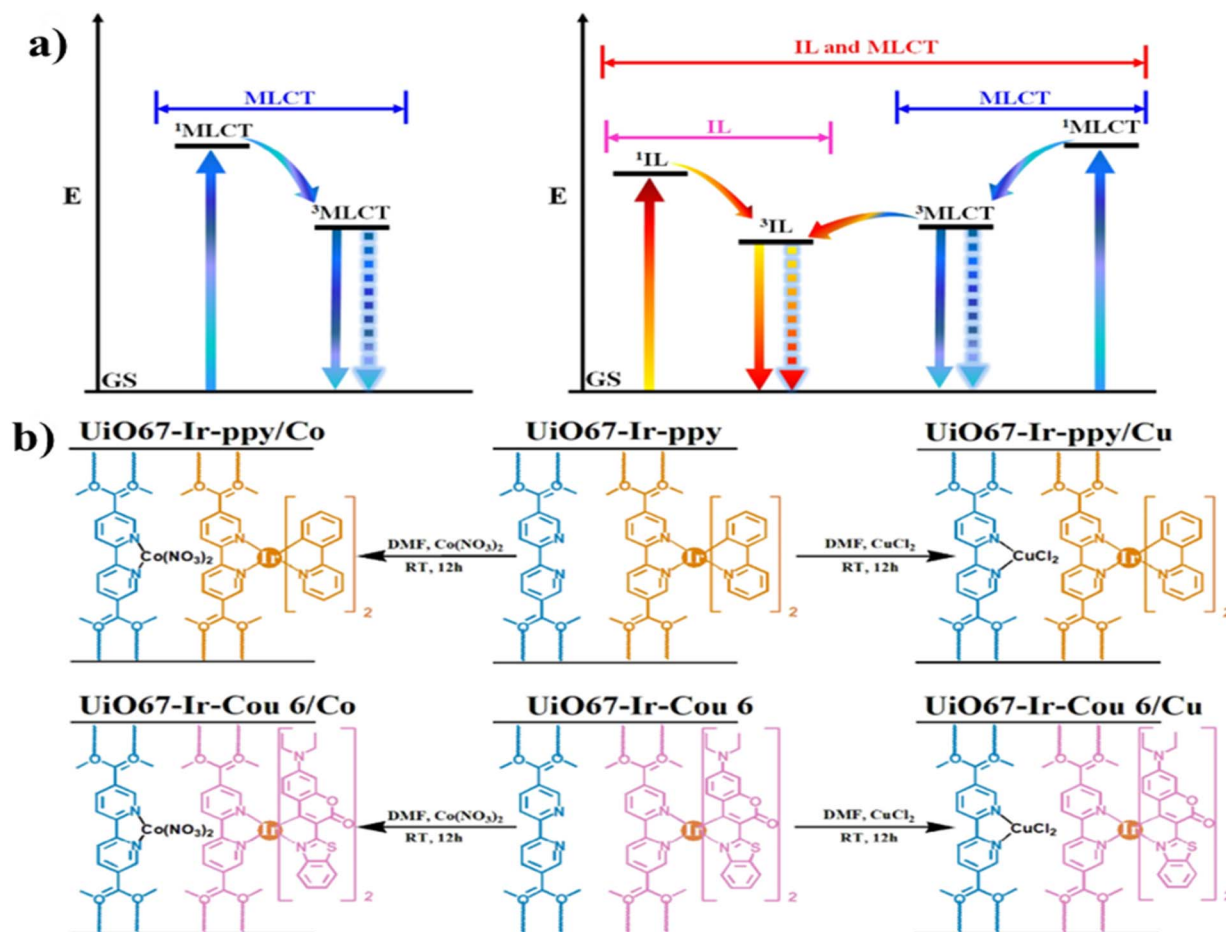 a)
IL and MLCT
MLCT
IL
MLCT
¹MLCT
¹IL
¹MLCT
E
³MLCT
E
³IL
³MLCT
GS
GS
b)
UiO67-Ir-ppy/Co
UiO67-Ir-ppy
UiO67-Ir-ppy/Cu
O O O O
O O O O
O O O O
N N
Co(NO₃)₂
N N
Ir
N
2
DMF, Co(NO₃)₂
RT, 12h
N N
N N
Ir
N
2
DMF, CuCl₂
RT, 12h
N N
CuCl₂
N N
Ir
N
2
O O O O
O O O O
O O O O
UiO67-Ir-Cou 6/Co
UiO67-Ir-Cou 6
UiO67-Ir-Cou 6/Cu
O O O O
O O O O
O O O O
N N
Co(NO₃)₂
N N
Ir
N
O
O
N
S
2
DMF, Co(NO₃)₂
RT, 12h
N N
N N
Ir
N
O
O
N
S
2
DMF, CuCl₂
RT, 12h
N N
CuCl₂
N N
Ir
N
O
O
N
S
2
O O O O
O O O O
O O O O